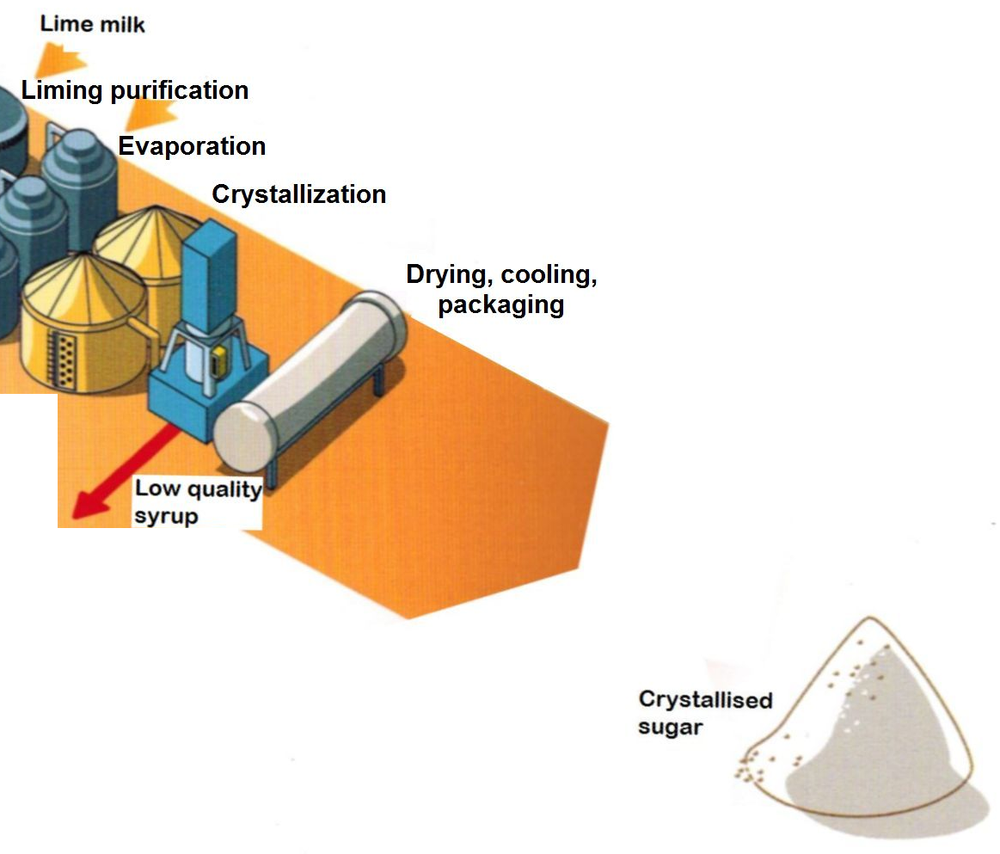 Lime milk
Liming purification
Evaporation
Crystallization
Drying, cooling,
packaging
Low quality
syrup
Crystallised
sugar